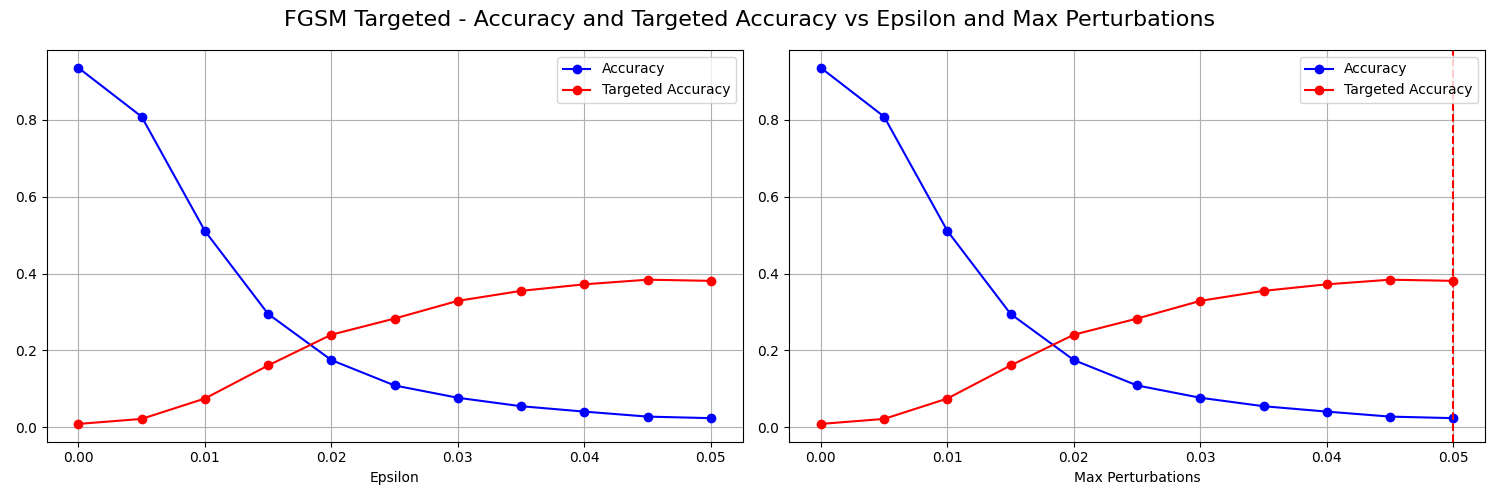 FGSM Targeted - Accuracy and Targeted Accuracy vs Epsilon and Max Perturbations
Accuracy
Targeted Accuracy
0.8
0.6
0.4
0.2
0.0
0.00 0.01 0.02 0.03 0.04 0.05
Epsilon
Accuracy
Targeted Accuracy
0.8
0.6
0.4
0.2
0.0
0.00 0.01 0.02 0.03 0.04 0.05
Max Perturbations